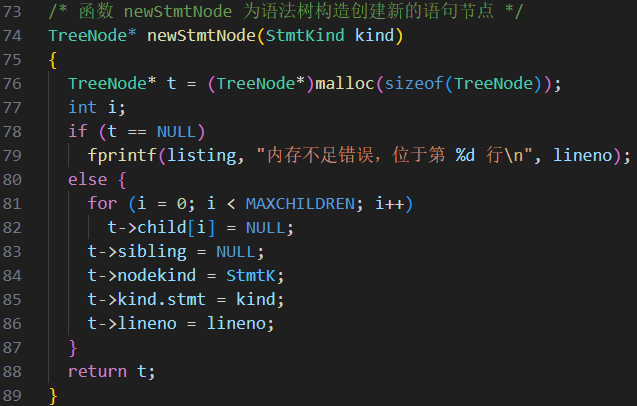 73 /* 函数 newStmtNode 为语法树构造创建新的语句节点 */
74 TreeNode* newStmtNode(StmtKind kind)
75 {
76   TreeNode* t = (TreeNode*)malloc(sizeof(TreeNode));
77   int i;
78   if (t == NULL)
79     fprintf(listing, "内存不足错误，位于第 %d 行\n", lineno);
80   else {
81     for (i = 0; i < MAXCHILDREN; i++)
82       t->child[i] = NULL;
83     t->sibling = NULL;
84     t->nodekind = StmtK;
85     t->kind.stmt = kind;
86     t->lineno = lineno;
87   }
88   return t;
89 }